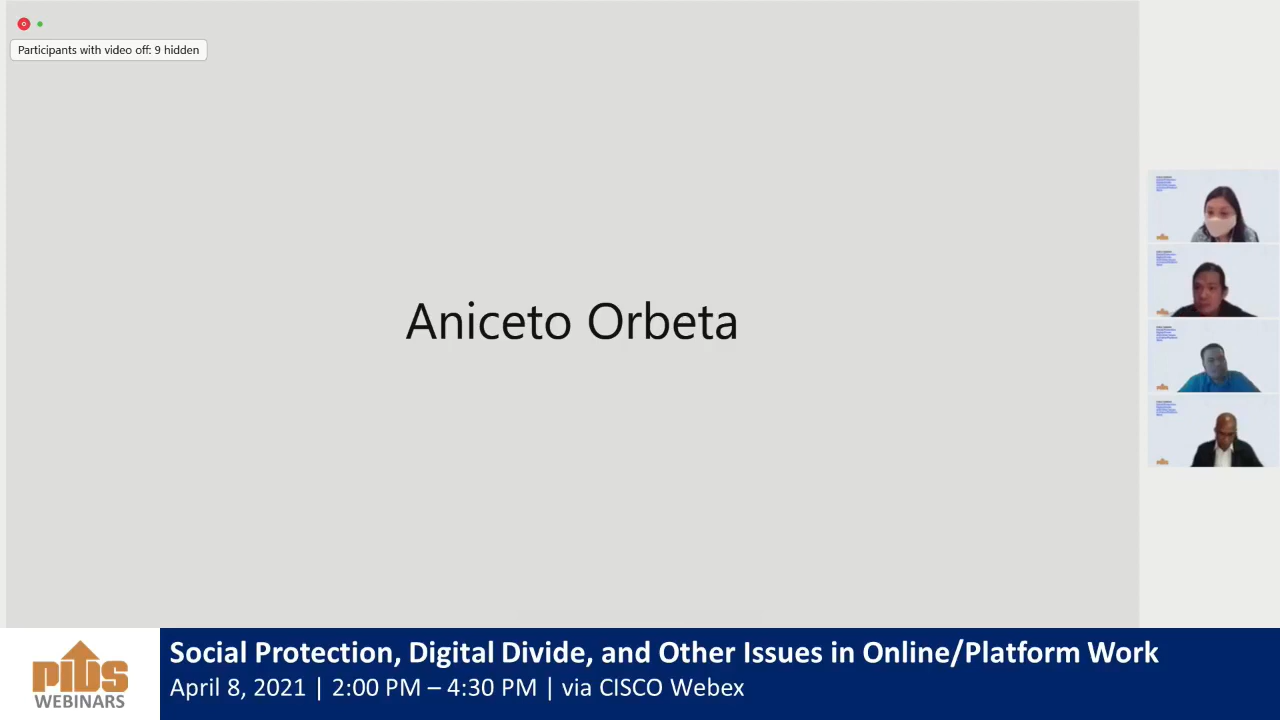 Participants with video off: 9 hidden
Aniceto Orbeta
PIDS
WEBINARS
Social Protection, Digital Divide, and Other Issues in Online/Platform Work
April 8, 2021 | 2:00 PM – 4:30 PM | via CISCO Webex